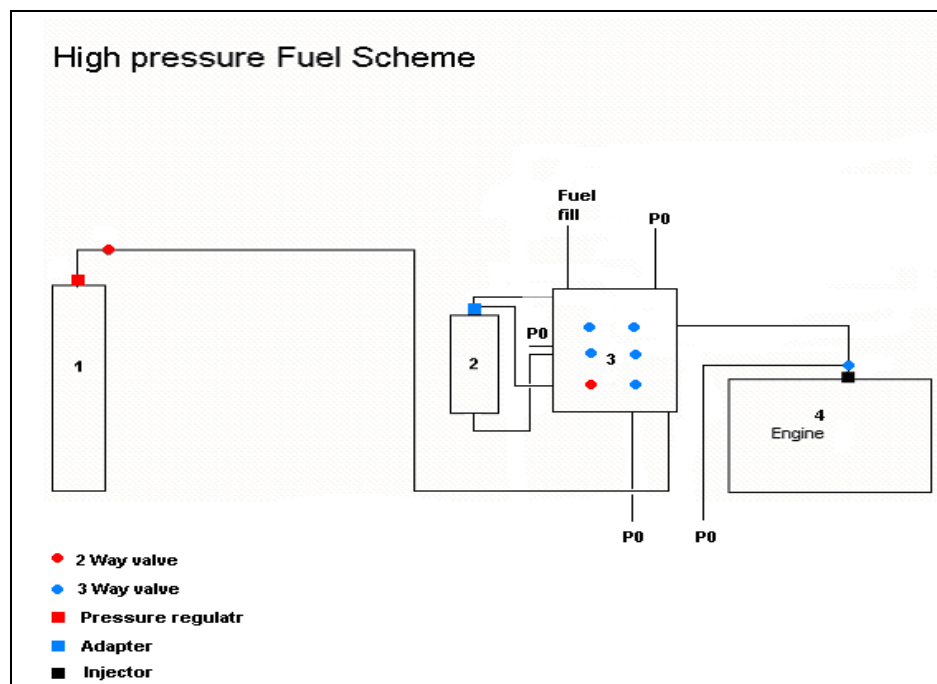 High pressure Fuel Scheme
Fuel
fill
P0
P0
1
2
3
4
Engine
P0
P0
2 Way valve
3 Way valve
Pressure regulatr
Adapter
Injector